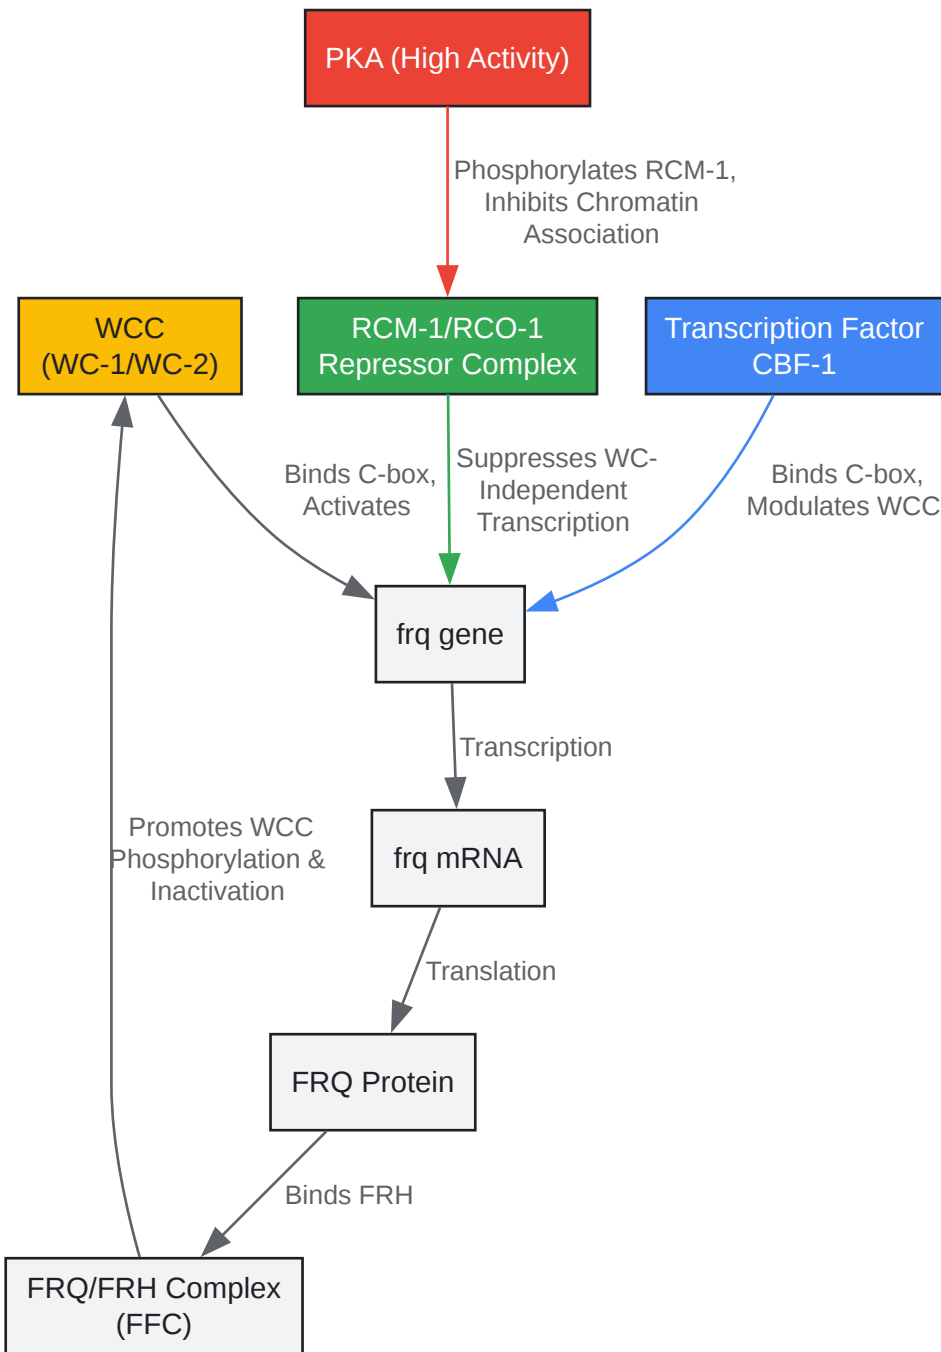 PKA (High Activity)
Phosphorylates RCM-1,
Inhibits Chromatin
Association
WCC
(WC-1/WC-2)
RCM-1/RCO-1
Repressor Complex
Transcription Factor
CBF-1
Binds C-box,
Activates
Suppresses WC-
Independent
Transcription
Binds C-box,
Modulates WCC
frq gene
Transcription
frq mRNA
Promotes WCC
Phosphorylation &
Inactivation
Translation
FRQ Protein
Binds FRH
FRQ/FRH Complex
(FFC)